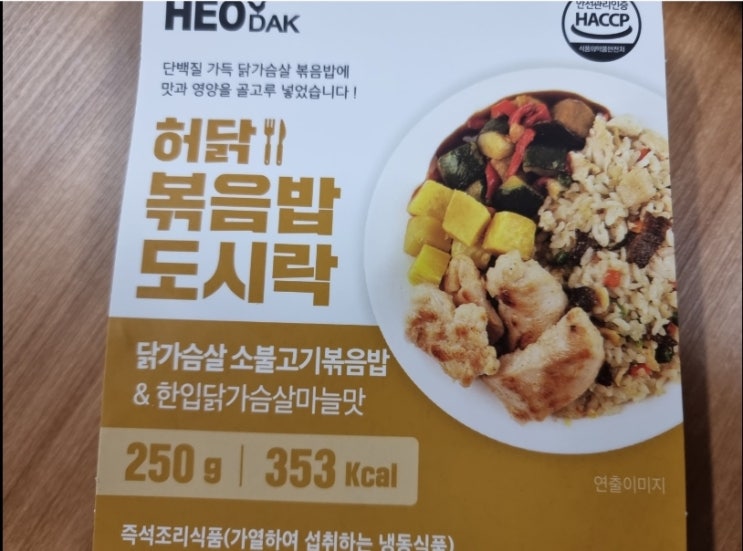 HEO
DAK
안전관리인증
HACCP
식품의약품안전처
단백질 가득 닭가슴살 볶음밥에
맛과 영양을 골고루 넣었습니다!
허닭
볶음밥
도시락
닭가슴살 소불고기볶음밥
& 한입닭가슴살마늘맛
250 g | 353 Kcal
연출이미지
즉석조리식품(가열하여 섭취하는 냉동식품)